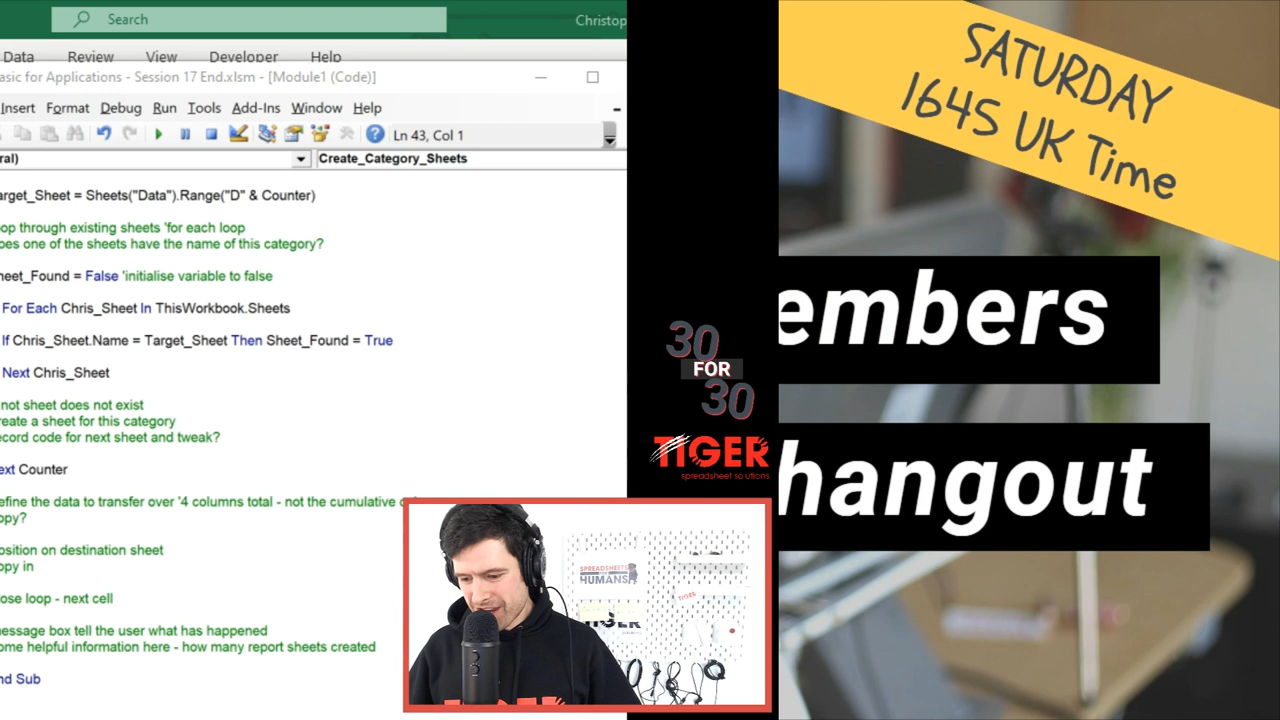 Search
Christop
Data Review View Developer Help
asic for Applications - Session 17 End.xlsm - [Module1 (Code)]
Insert Format Debug Run Tools Add-Ins Window Help
Ln 43, Col 1
ral)
Create_Category_Sheets
arget_Sheet = Sheets("Data").Range("D" & Counter)
op through existing sheets 'for each loop
oes one of the sheets have the name of this category?
heet_Found = False 'initialise variable to false
For Each Chris_Sheet In ThisWorkbook.Sheets
If Chris_Sheet.Name = Target_Sheet Then Sheet_Found = True
Next Chris_Sheet
not sheet does not exist
reate a sheet for this category
ecord code for next sheet and tweak?
ext Counter
efine the data to transfer over '4 columns total - not the cumulative
opy?
osition on destination sheet
opy in
ose loop - next cell
essage box tell the user what has happened
ome helpful information here - how many report sheets created
nd Sub
30
FOR
30
TIGER
spreadsheet solutions
SPREADSHEETS
HUMANS
TIGER
SATURDAY
1645 UK Time
embers
hangout